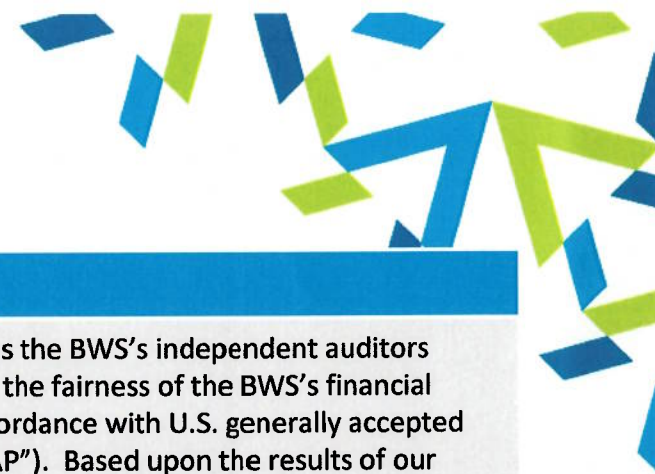 s the BWS's independent auditors
the fairness of the BWS's financial
ordance with U.S. generally accepted
AP"). Based upon the results of our